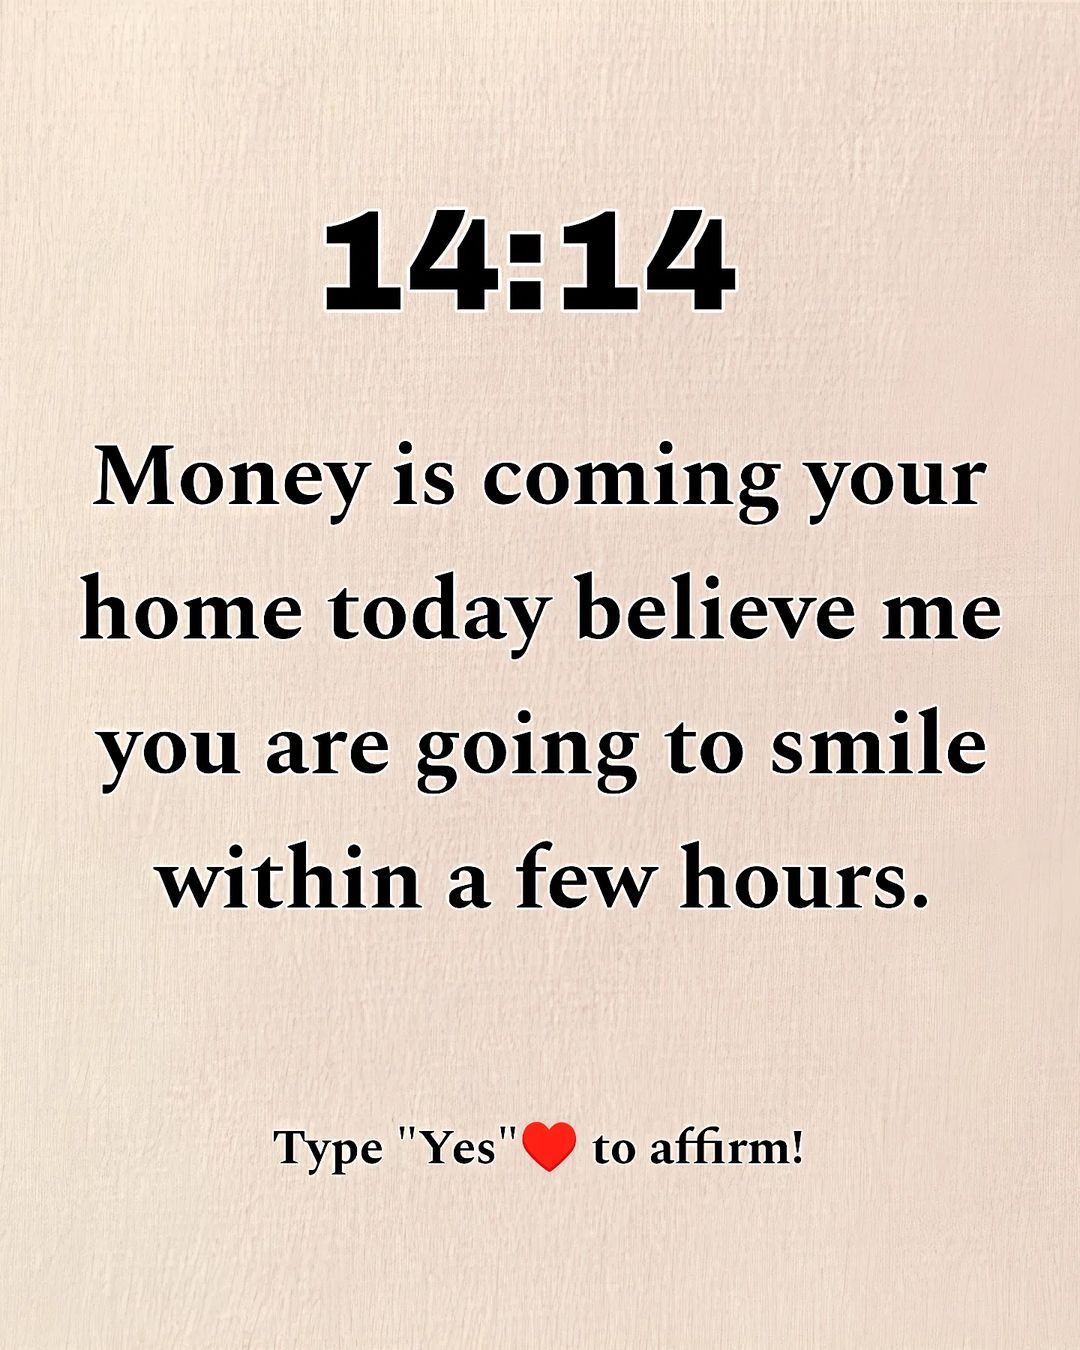 14:14
Money is coming your
home today believe me
you are going to smile
within a few hours.
Type "Yes"❤️ to affirm!